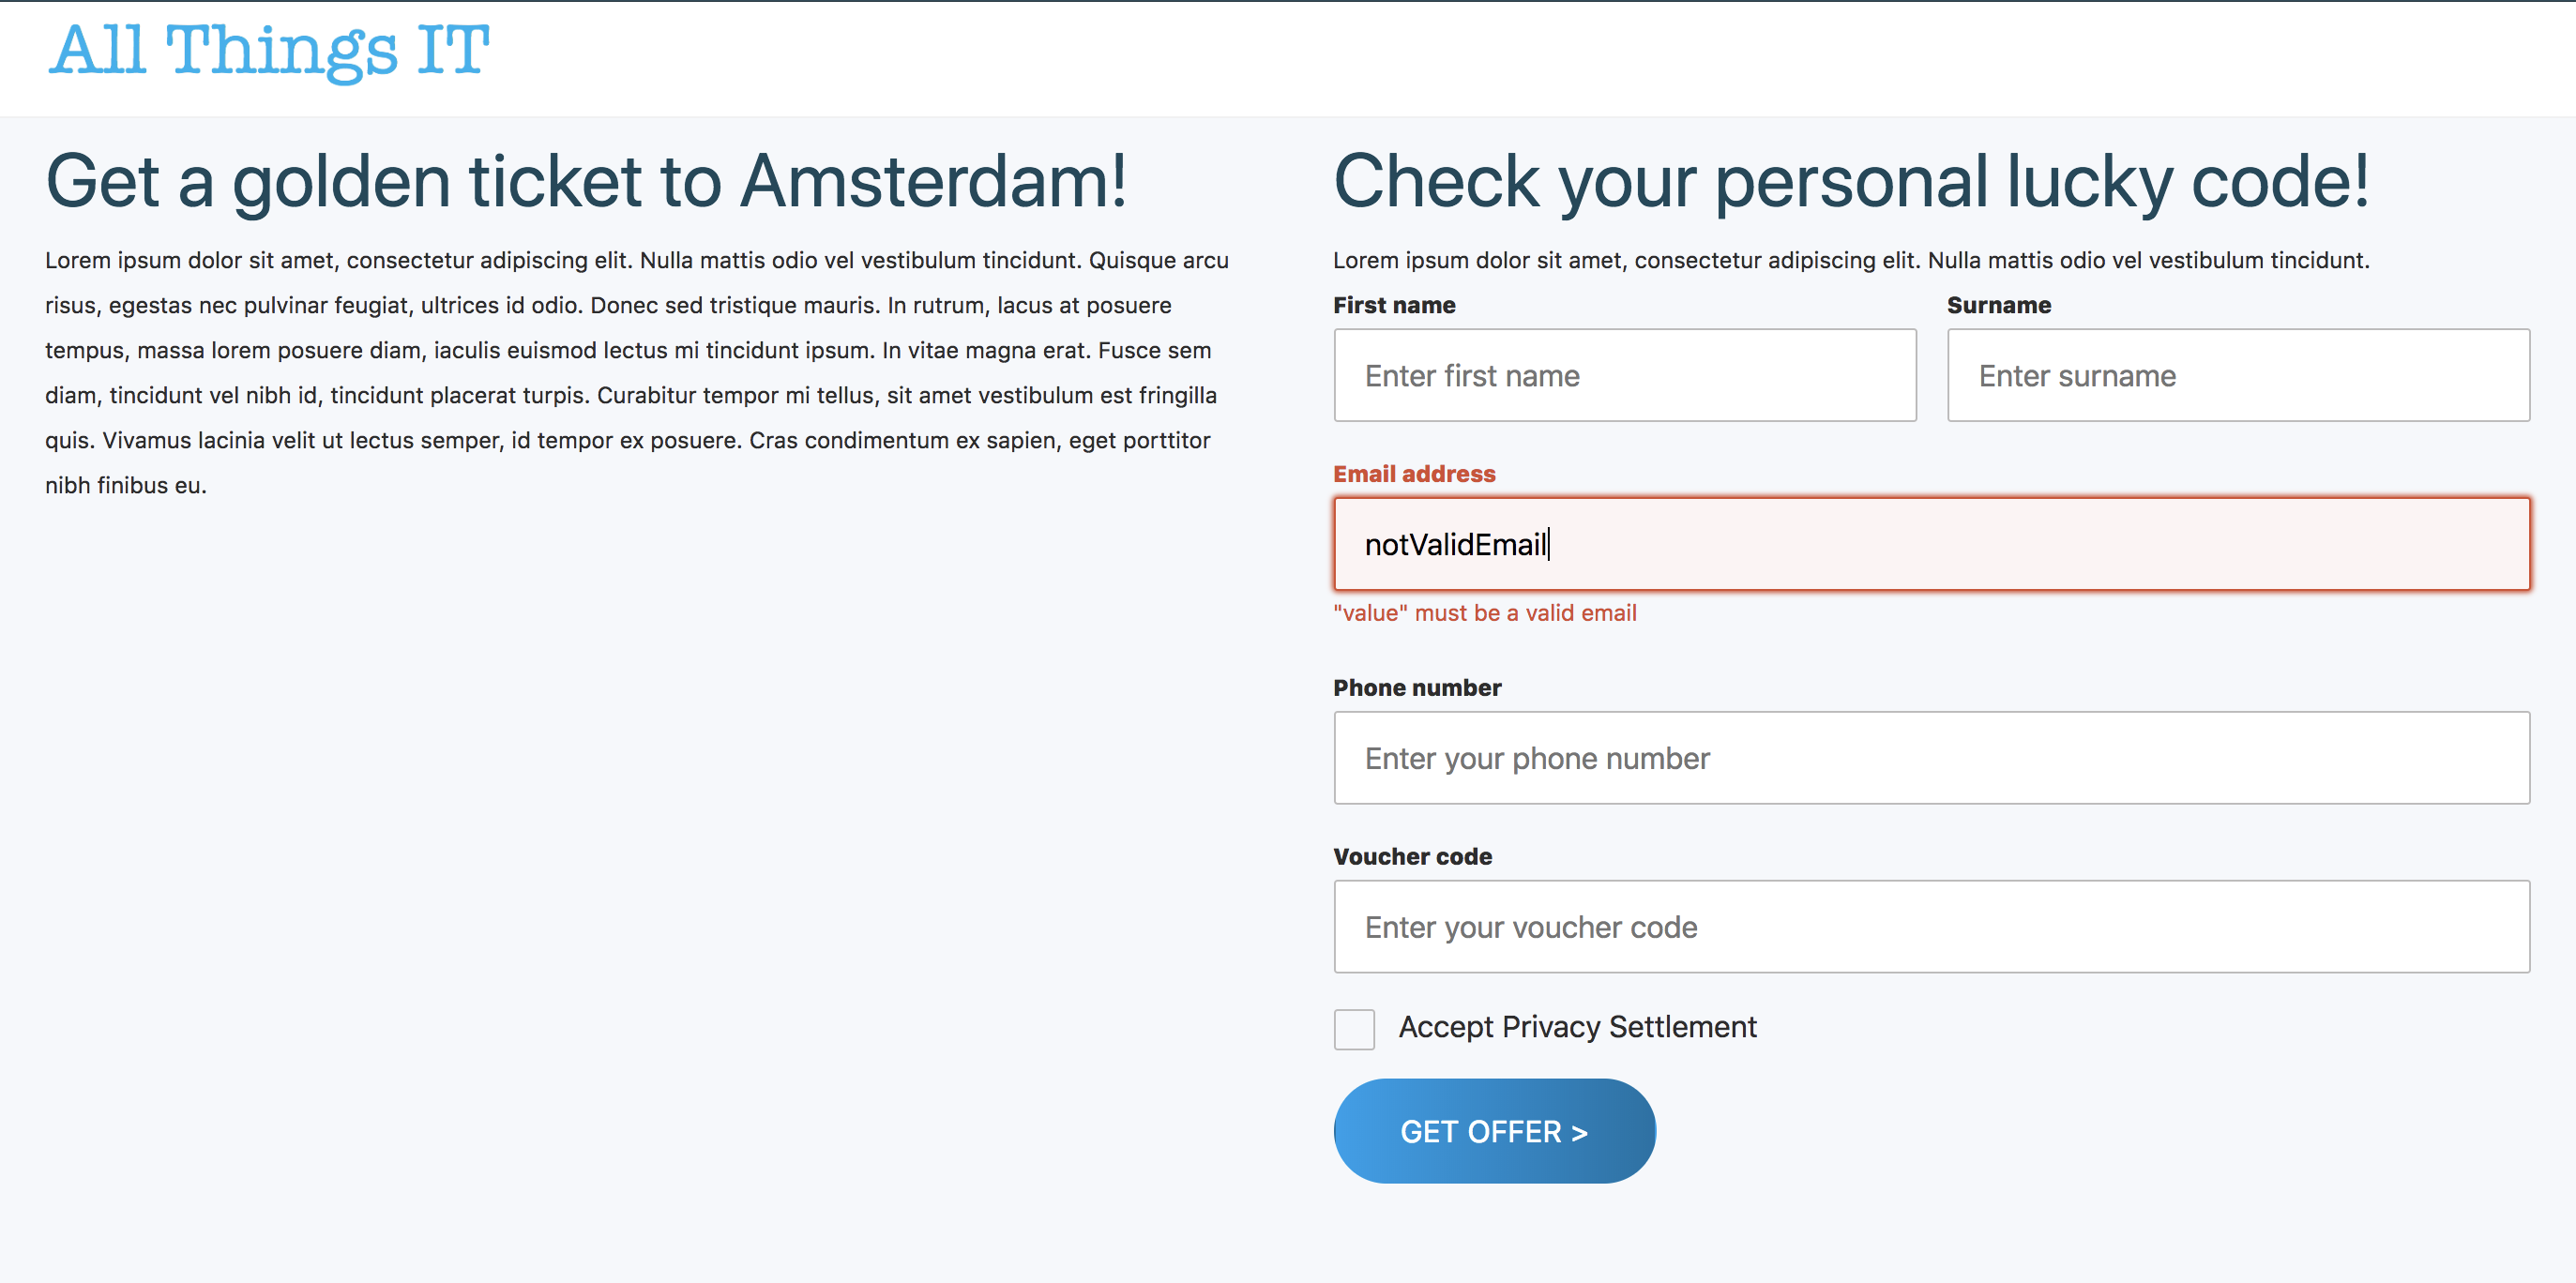 All Things IT
Get a golden ticket to Amsterdam!
Lorem ipsum dolor sit amet, consectetur adipiscing elit. Nulla mattis odio vel vestibulum tincidunt. Quisque arcu
risus, egestas nec pulvinar feugiat, ultrices id odio. Donec sed tristique mauris. In rutrum, lacus at posuere
tempus, massa lorem posuere diam, iaculis euismod lectus mi tincidunt ipsum. In vitae magna erat. Fusce sem
diam, tincidunt vel nibh id, tincidunt placerat turpis. Curabitur tempor mi tellus, sit amet vestibulum est fringilla
quis. Vivamus lacinia velit ut lectus semper, id tempor ex posuere. Cras condimentum ex sapien, eget porttitor
nibh finibus eu.
Check your personal lucky code!
Lorem ipsum dolor sit amet, consectetur adipiscing elit. Nulla mattis odio vel vestibulum tincidunt.
First name
Enter first name
Surname
Enter surname
Email address
notValidEmail
"value" must be a valid email
Phone number
Enter your phone number
Voucher code
Enter your voucher code
Accept Privacy Settlement
GET OFFER >